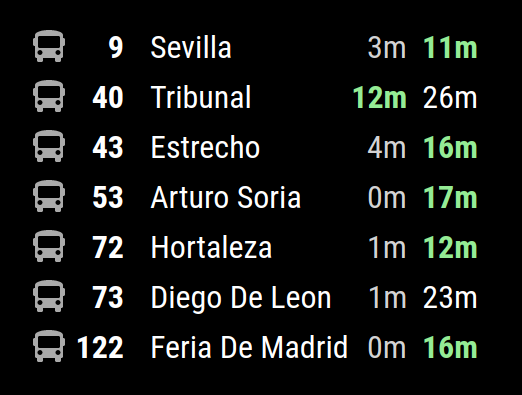 9 Sevilla 3m 11m
40 Tribunal 12m 26m
43 Estrecho 4m 16m
53 Arturo Soria 0m 17m
72 Hortaleza 1m 12m
73 Diego De Leon 1m 23m
122 Feria De Madrid 0m 16m